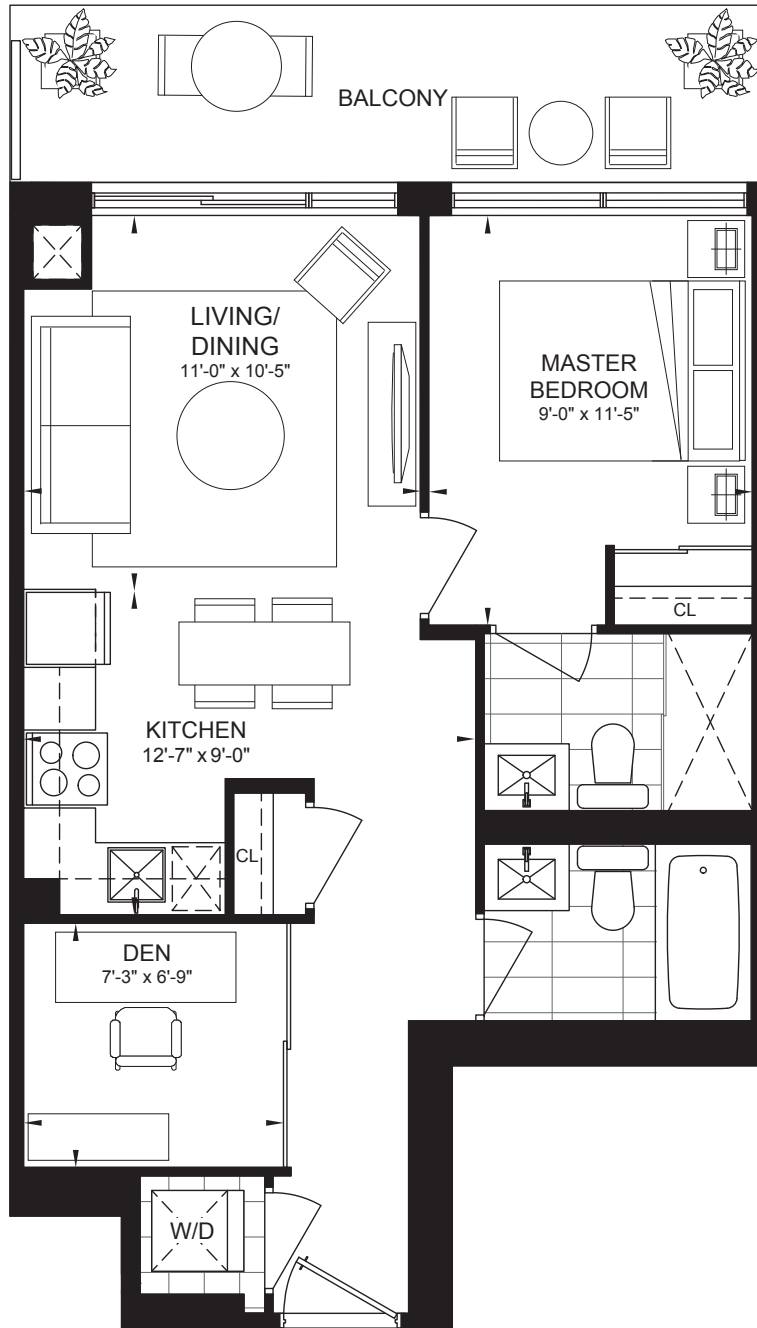 BALCONY
LIVING/
DINING
11'-0" x 10'-5"
MASTER
BEDROOM
9'-0" x 11'-5"
CL
KITCHEN
12'-7" x 9'-0"
CL
DEN
7'-3" x 6'-9"
W/D